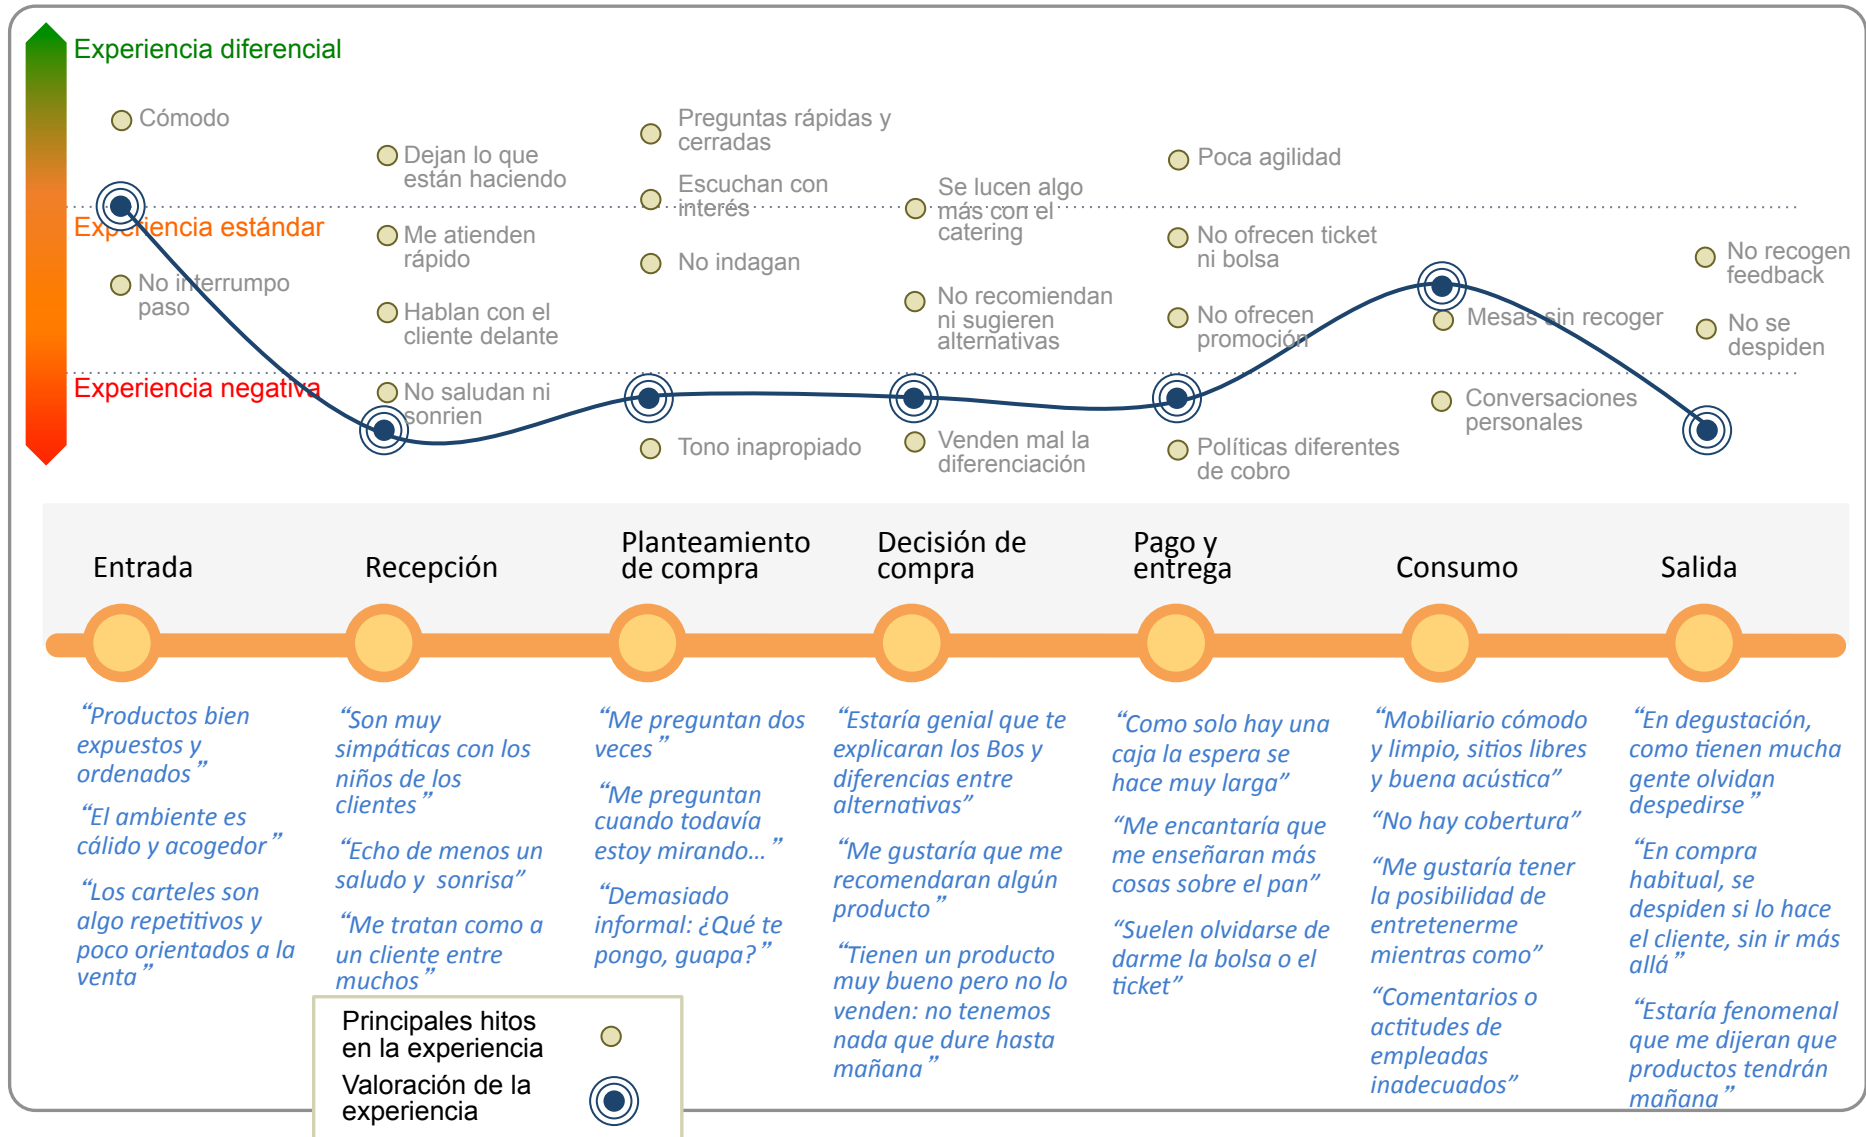 Experiencia diferencial
Cómodo
Experiencia estándar
No interrumpo
paso
Experiencia negativa
Dejan lo que
están haciendo
Me atienden
rápido
Hablan con el
cliente delante
No saludan ni
sonrien
Preguntas rápidas y
cerradas
Escuchan con
interés
No indagan
Tono inapropiado
Se lucen algo
más con el
catering
No recomiendan
ni sugieren
alternativas
Venden mal la
diferenciación
Poca agilidad
No ofrecen ticket
ni bolsa
No ofrecen
promoción
Políticas diferentes
de cobro
Mesas sin recoger
Conversaciones
personales
No recogen
feedback
No se
despiden
Entrada
Recepción
Planteamiento
de compra
Decisión de
compra
Pago y
entrega
Consumo
Salida
“Productos bien
expuestos y
ordenados”
“El ambiente es
cálido y acogedor”
“Los carteles son
algo repetitivos y
poco orientados a la
venta”
“Son muy
simpáticas con los
niños de los
clientes”
“Echo de menos un
saludo y sonrisa”
“Me tratan como a
un cliente entre
muchos”
“Me preguntan dos
veces”
“Me preguntan
cuando todavía
estoy mirando...”
“Demasiado
informal: ¿Qué te
pongo, guapa?”
“Estaría genial que te
explicaran los Bos y
diferencias entre
alternativas”
“Me gustaría que me
recomendaran algún
producto”
“Tienen un producto
muy bueno pero no lo
venden: no tenemos
nada que dure hasta
mañana”
“Como solo hay una
caja la espera se
hace muy larga”
“Me encantaría que
me enseñaran más
cosas sobre el pan”
“Suelen olvidarse de
darme la bolsa o el
ticket”
“Mobiliario cómodo
y limpio, sitios libres
y buena acústica”
“No hay cobertura”
“Me gustaría tener
la posibilidad de
entretenerme
mientras como”
“Comentarios o
actitudes de
empleadas
inadecuados”
“En degustación,
como tienen mucha
gente olvidan
despedirse”
“En compra
habitual, se
despiden si lo hace
el cliente, sin ir más
allá”
“Estaría fenomenal
que me dijeran que
productos tendrán
mañana”
Principales hitos
en la experiencia
Valoración de la
experiencia